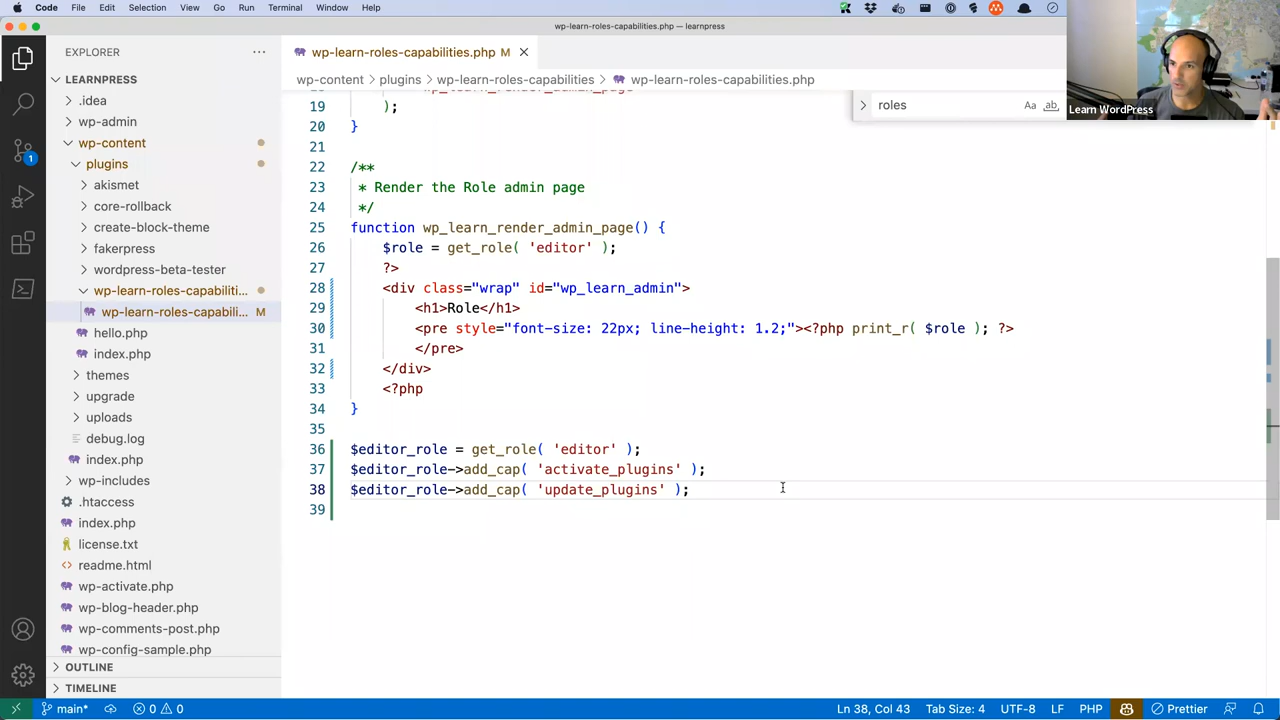 Code File Edit Selection View Go Run Terminal Window Help
wp-learn-roles-capabilities.php — learnpress
EXPLORER
wp-learn-roles-capabilities.php M
LEARNPRESS
wp-content > plugins > wp-learn-roles-capabilities > wp-learn-roles-capabilities.php
roles
Aa
ab
Learn WordPress
.idea
wp-admin
wp-content
plugins
akismet
core-rollback
create-block-theme
fakerpress
wordpress-beta-tester
wp-learn-roles-capabiliti...
wp-learn-roles-capabili... M
hello.php
index.php
themes
upgrade
uploads
debug.log
index.php
wp-includes
.htaccess
index.php
license.txt
readme.html
wp-activate.php
wp-blog-header.php
wp-comments-post.php
wp-config-sample.php
OUTLINE
TIMELINE
1
19 );
20 }
21
22 /**
23 * Render the Role admin page
24 */
25 function wp_learn_render_admin_page() {
26 $role = get_role( 'editor' );
27 ?>
28 <div class="wrap" id="wp_learn_admin">
29 <h1>Role</h1>
30 <pre style="font-size: 22px; line-height: 1.2;"><?php print_r( $role ); ?>
31 </pre>
32 </div>
33 <?php
34 }
35
36 $editor_role = get_role( 'editor' );
37 $editor_role->add_cap( 'activate_plugins' );
38 $editor_role->add_cap( 'update_plugins' );
39
main* 0 0 Ln 38, Col 43 Tab Size: 4 UTF-8 LF PHP Prettier